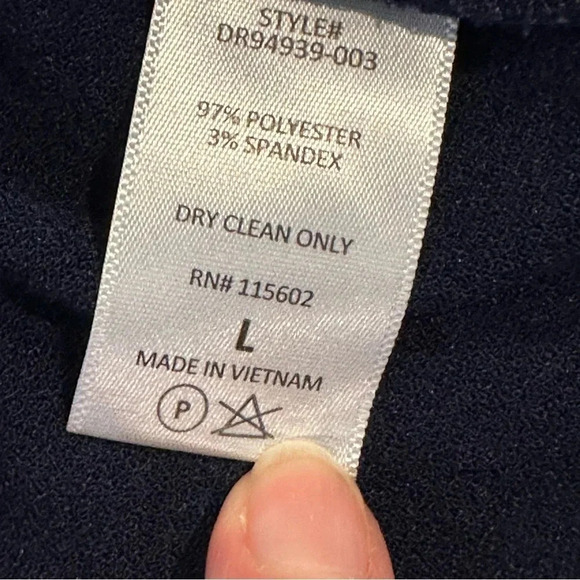 STYLE#
DR94939-003
97% POLYESTER
3% SPANDEX
DRY CLEAN ONLY
RN# 115602
L
MADE IN VIETNAM
P